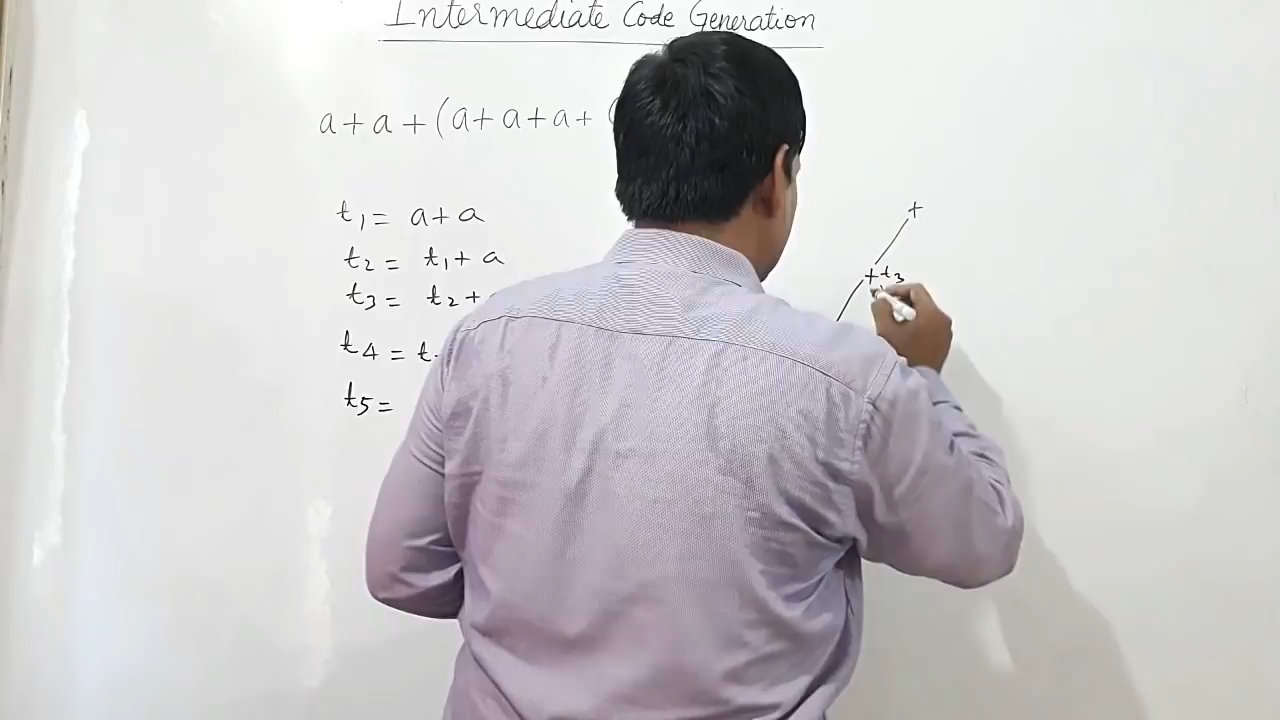 Intermediate Code Generation
a + a + (a + a + a + (
t1 = a + a
t2 = t1 + a
t3 = t2 +
t4 = t
t5 =
+
+ t3